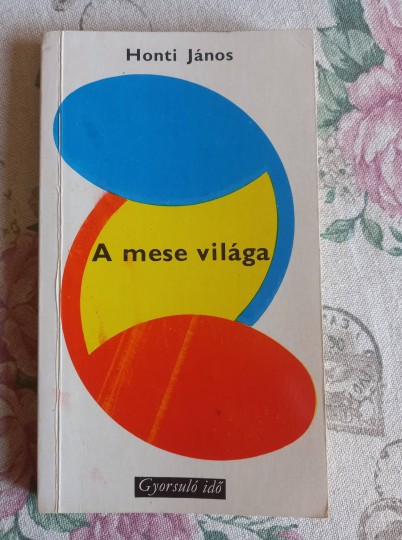 Honti János
A mese világa
Gyorsuló idő